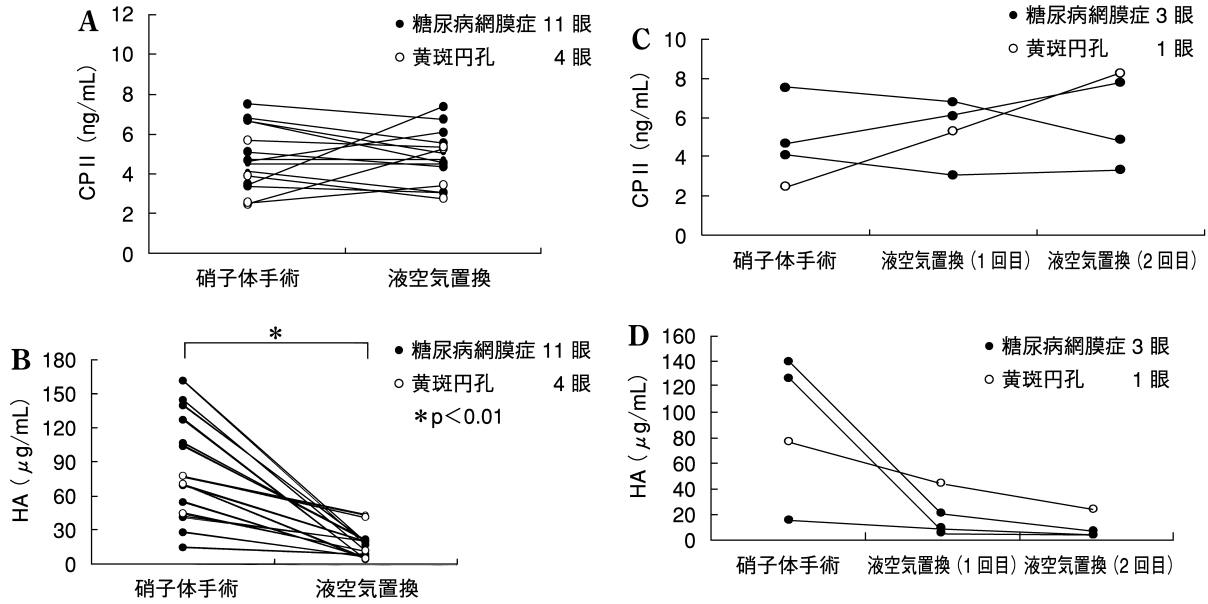 A
CPⅡ (ng/mL)
12
10
8
6
4
2
0
硝子体手術 液空気置換
● 糖尿病網膜症 11 眼
○ 黄斑円孔 4 眼
C
CPⅡ (ng/mL)
10
8
6
4
2
0
硝子体手術 液空気置換 (1 回目) 液空気置換 (2 回目)
● 糖尿病網膜症 3 眼
○ 黄斑円孔 1 眼
B
HA (μg/mL)
180
150
120
90
60
30
0
硝子体手術 液空気置換
*
● 糖尿病網膜症 11 眼
○ 黄斑円孔 4 眼
*p<0.01
D
HA (μg/mL)
160
140
120
100
80
60
40
20
0
硝子体手術 液空気置換 (1 回目) 液空気置換 (2 回目)
● 糖尿病網膜症 3 眼
○ 黄斑円孔 1 眼